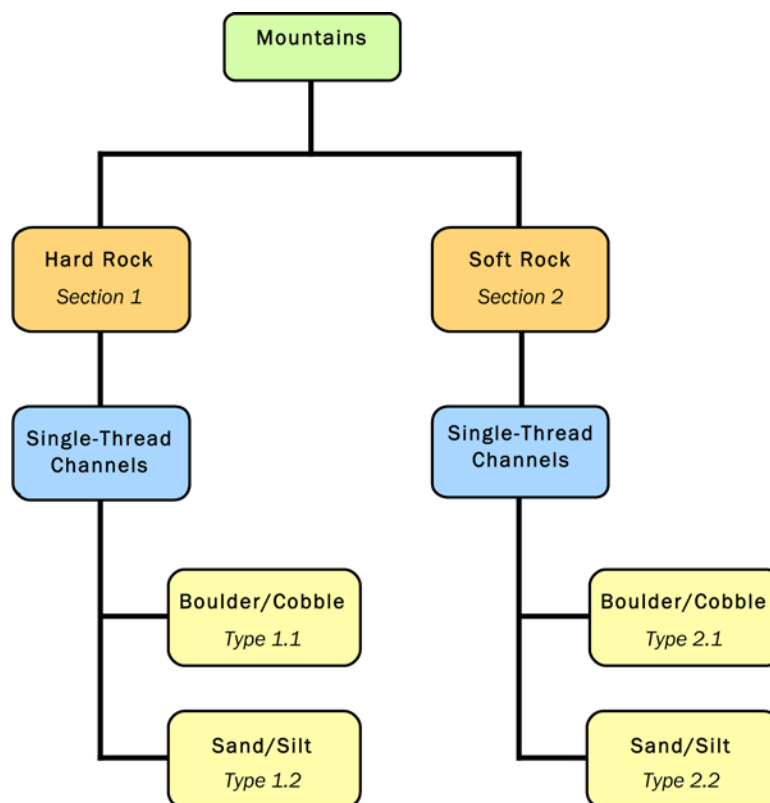 Mountains
Hard Rock
Section 1
Soft Rock
Section 2
Single-Thread
Channels
Single-Thread
Channels
Boulder/Cobble
Type 1.1
Boulder/Cobble
Type 2.1
Sand/Silt
Type 1.2
Sand/Silt
Type 2.2